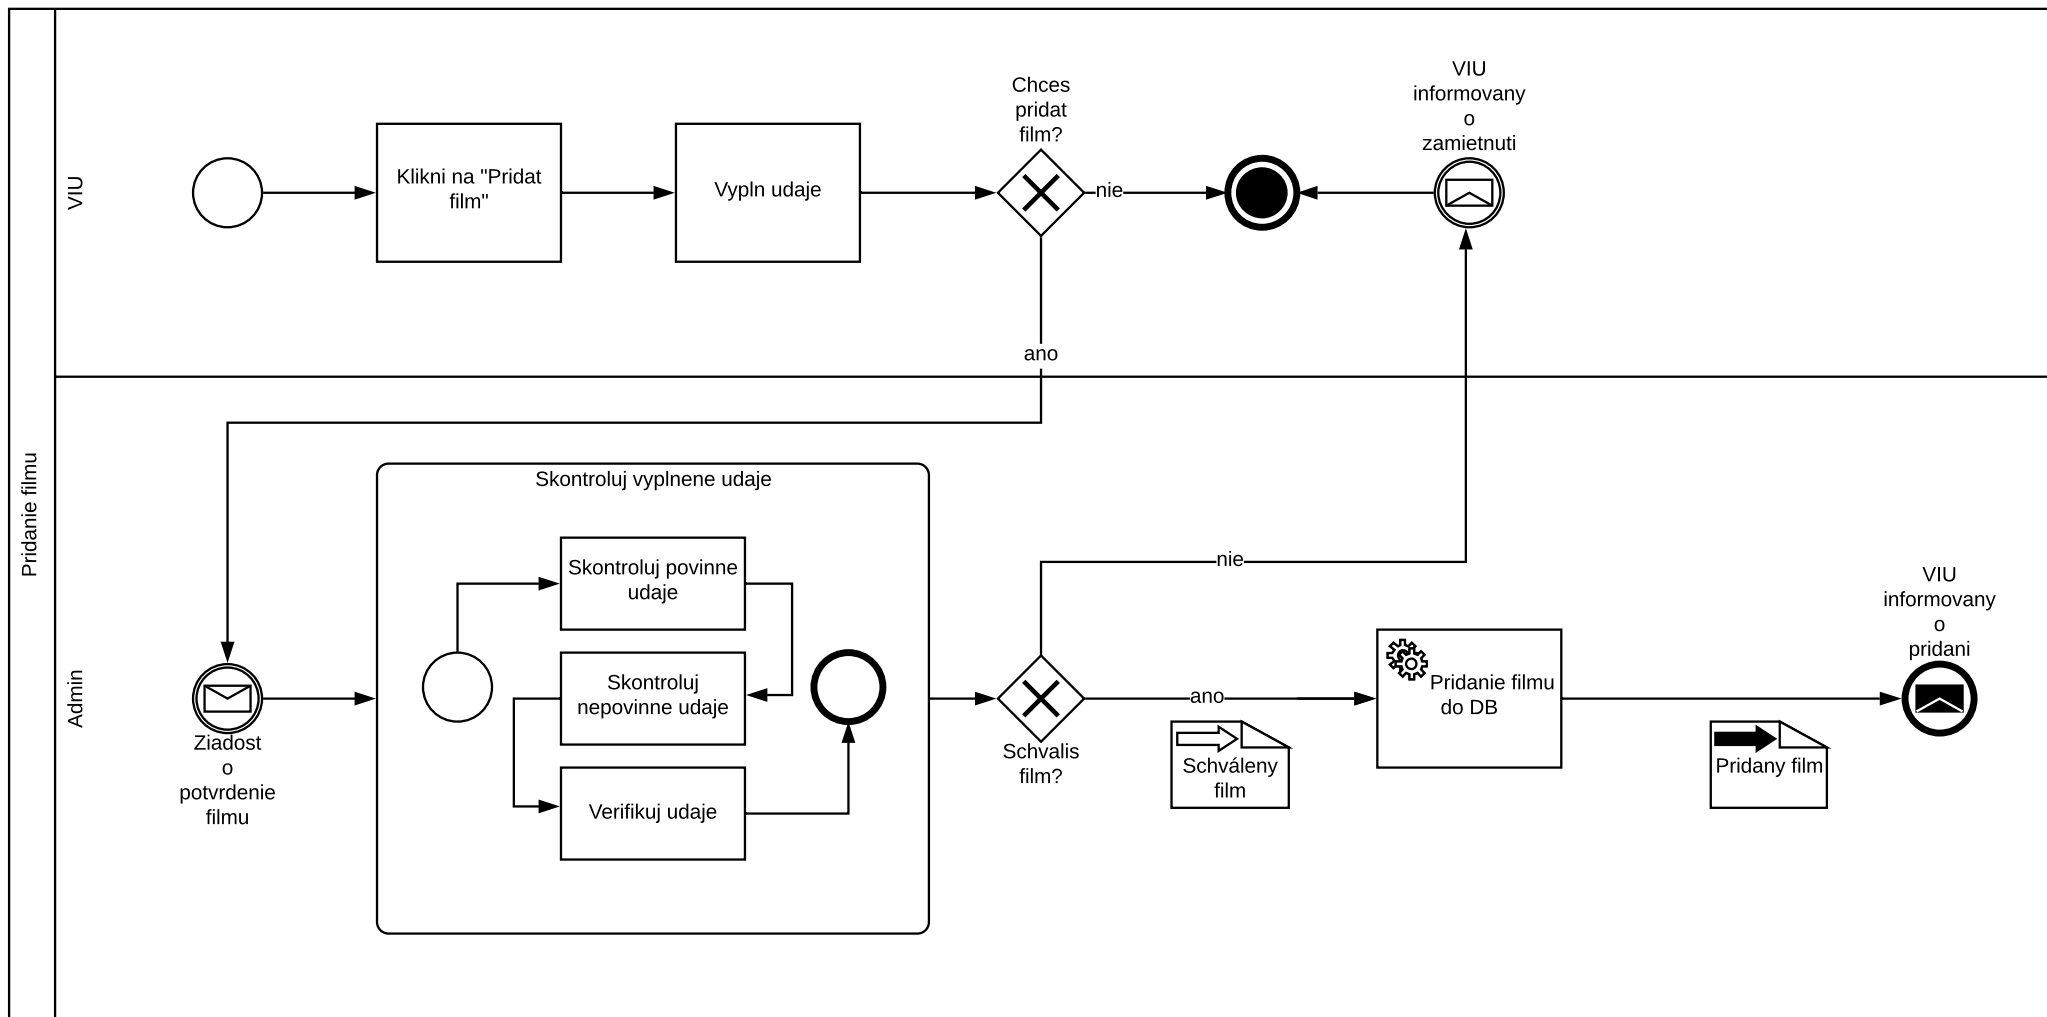 Pridanie filmu
VIU
Klikni na "Pridat
film"
Vypln udaje
Chces
pridat
film?
nie
VIU
informovany
o
zamietnuti
ano
Admin
Ziadost
o
potvrdenie
filmu
Skontroluj vyplnene udaje
Skontroluj povinne
udaje
Skontroluj
nepovinne udaje
Verifikuj udaje
Schvalis
film?
nie
ano
Schváleny
film
Pridanie filmu
do DB
Pridany film
VIU
informovany
o
pridani